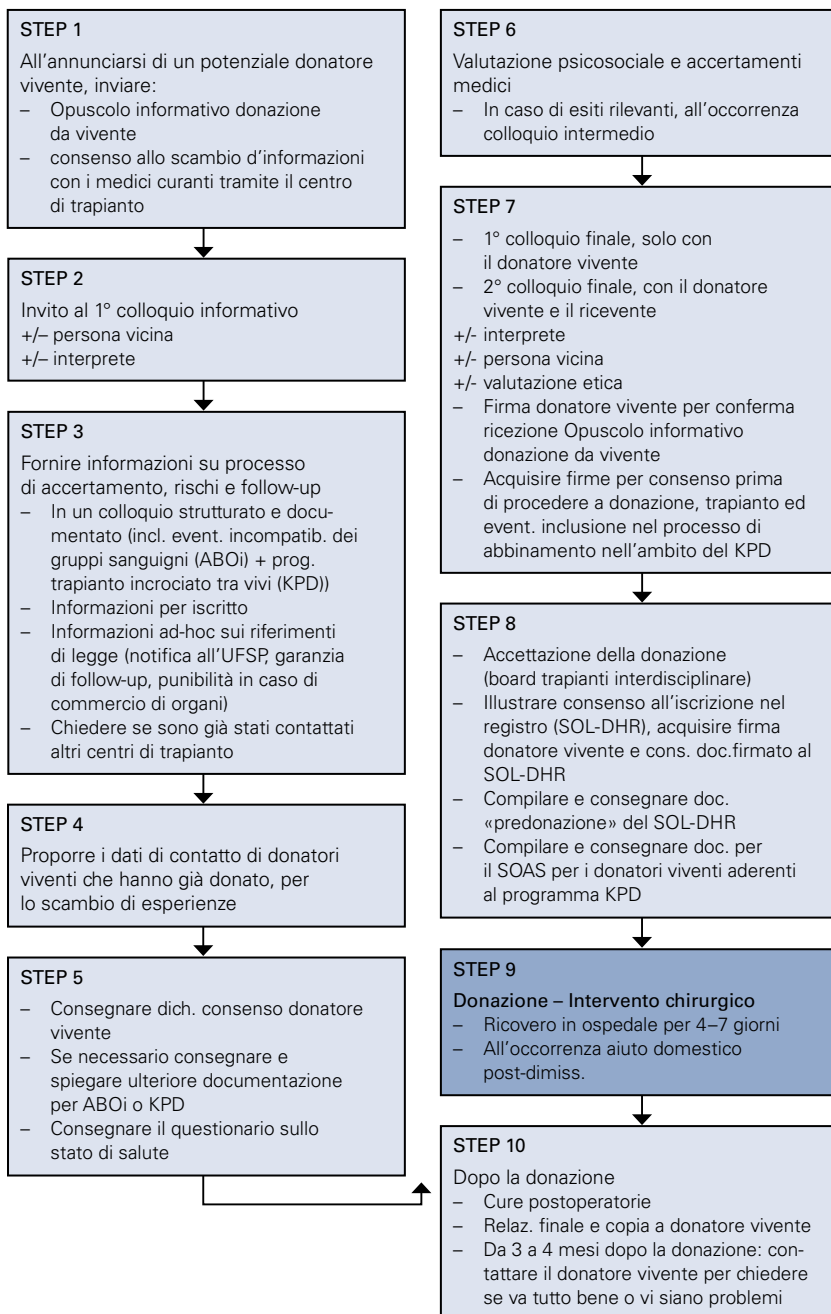 STEP 1
All'annunciarsi di un potenziale donatore
vivente, inviare:
– Opuscolo informativo donazione
da vivente
– consenso allo scambio d'informazioni
con i medici curanti tramite il centro
di trapianto
STEP 2
Invito al 1° colloquio informativo
+/– persona vicina
+/– interprete
STEP 3
Fornire informazioni su processo
di accertamento, rischi e follow-up
– In un colloquio strutturato e docu-
mentato (incl. event. incompatib. dei
gruppi sanguigni (ABOi) + prog.
trapianto incrociato tra vivi (KPD))
– Informazioni per iscritto
– Informazioni ad-hoc sui riferimenti
di legge (notifica all'UFSP, garanzia
di follow-up, punibilità in caso di
commercio di organi)
– Chiedere se sono già stati contattati
altri centri di trapianto
STEP 4
Proporre i dati di contatto di donatori
viventi che hanno già donato, per
lo scambio di esperienze
STEP 5
– Consegnare dich. consenso donatore
vivente
– Se necessario consegnare e
spiegare ulteriore documentazione
per ABOi o KPD
– Consegnare il questionario sullo
stato di salute
STEP 6
Valutazione psicosociale e accertamenti
medici
– In caso di esiti rilevanti, all'occorrenza
colloquio intermedio
STEP 7
– 1° colloquio finale, solo con
il donatore vivente
– 2° colloquio finale, con il donatore
vivente e il ricevente
+/- interprete
+/- persona vicina
+/- valutazione etica
– Firma donatore vivente per conferma
ricezione Opuscolo informativo
donazione da vivente
– Acquisire firme per consenso prima
di procedere a donazione, trapianto ed
event. inclusione nel processo di
abbinamento nell'ambito del KPD
STEP 8
– Accettazione della donazione
(board trapianti interdisciplinare)
– Illustrare consenso all'iscrizione nel
registro (SOL-DHR), acquisire firma
donatore vivente e cons. doc.firmato al
SOL-DHR
– Compilare e consegnare doc.
«predonazione» del SOL-DHR
– Compilare e consegnare doc. per
il SOAS per i donatori viventi aderenti
al programma KPD
STEP 9
Donazione – Intervento chirurgico
– Ricovero in ospedale per 4–7 giorni
– All'occorrenza aiuto domestico
post-dimiss.
STEP 10
Dopo la donazione
– Cure postoperatorie
– Relaz. finale e copia a donatore vivente
– Da 3 a 4 mesi dopo la donazione: con-
tattare il donatore vivente per chiedere
se va tutto bene o vi siano problemi